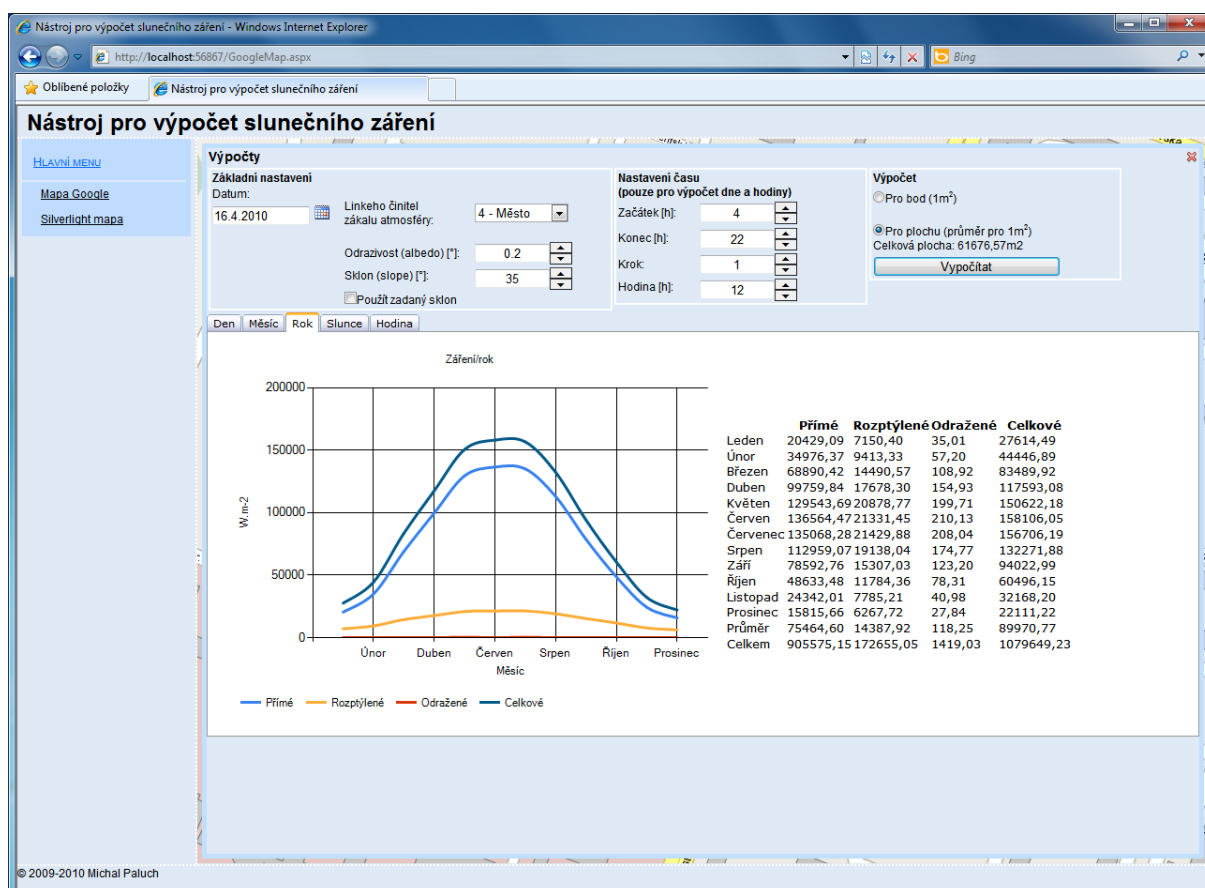 Nástroj pro výpočet slunečního záření - Windows Internet Explorer
http://localhost:56867/GoogleMap.aspx
Bing
Oblíbené položky
Nástroj pro výpočet slunečního záření
Nástroj pro výpočet slunečního záření
HLAVNÍ MENU
Mapa Google
Silverlight mapa
Výpočty
Základní nastavení
Datum:
16.4.2010
Linkeho činitel
zákalu atmosféry:
4 - Město
Odrazivost (albedo) [°]:
0.2
Sklon (slope) [°]:
35
Použít zadaný sklon
Nastavení času
(pouze pro výpočet dne a hodiny)
Začátek [h]:
4
Konec [h]:
22
Krok:
1
Hodina [h]:
12
Výpočet
Pro bod (1m²)
Pro plochu (průměr pro 1m²)
Celková plocha: 61676,57m2
Vypočítat
Den Měsíc Rok Slunce Hodina
Záření/rok
200000
150000
100000
50000
0
W.m-2
Únor Duben Červen Srpen Říjen Prosinec
Měsíc
Přímé Rozptýlené Odražené Celkové
Přímé Rozptýlené Odražené Celkové
Leden 20429,09 7150,40 35,01 27614,49
Únor 34976,37 9413,33 57,20 44446,89
Březen 68890,42 14490,57 108,92 83489,92
Duben 99759,84 17678,30 154,93 117593,08
Květen 129543,69 20878,77 199,71 150622,18
Červen 136564,47 21331,45 210,13 158106,05
Červenec 135068,28 21429,88 208,04 156706,19
Srpen 112959,07 19138,04 174,77 132271,88
Září 78592,76 15307,03 123,20 94022,99
Říjen 48633,48 11784,36 78,31 60496,15
Listopad 24342,01 7785,21 40,98 32168,20
Prosinec 15815,66 6267,72 27,84 22111,22
Průměr 75464,60 14387,92 118,25 89970,77
Celkem 905575,15 172655,05 1419,03 1079649,23
© 2009-2010 Michal Paluch